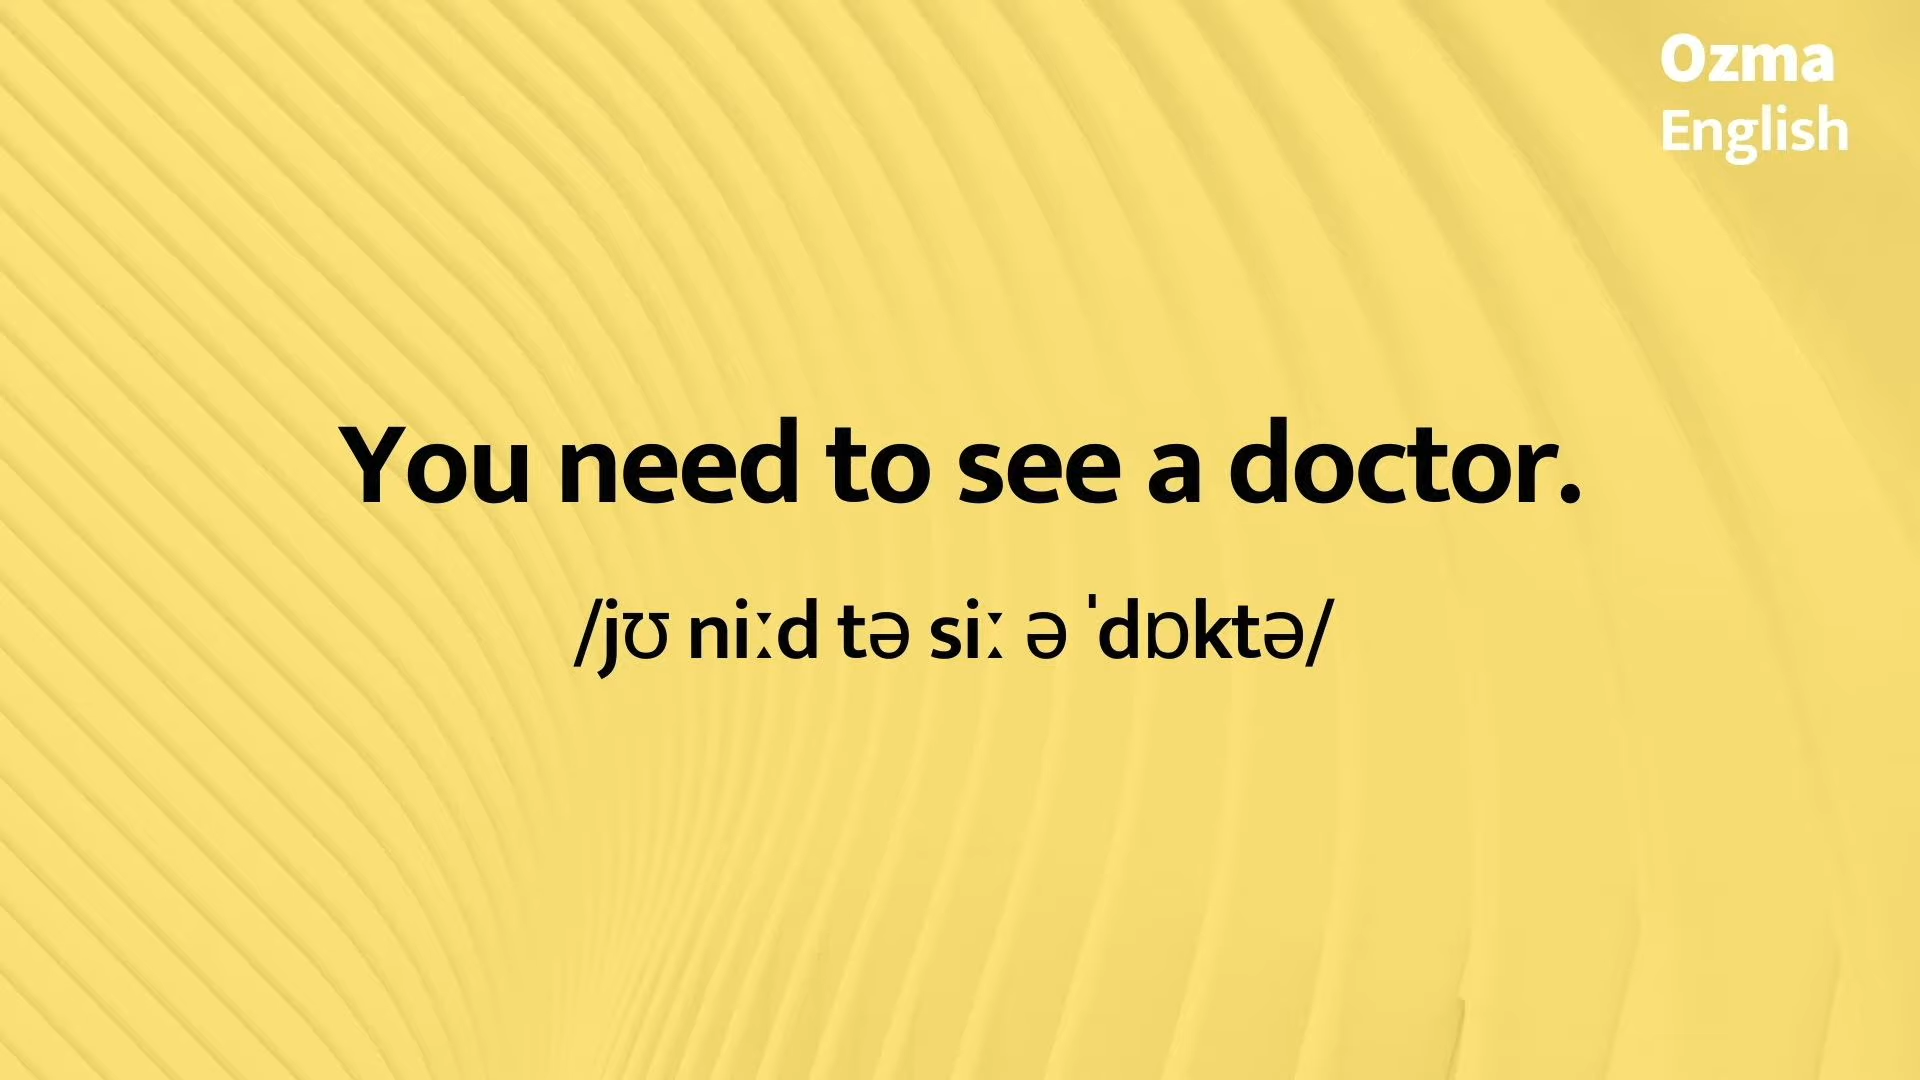 Ozma
English
You need to see a doctor.
/jʊ niːd tə siː ə ˈdɒktə/